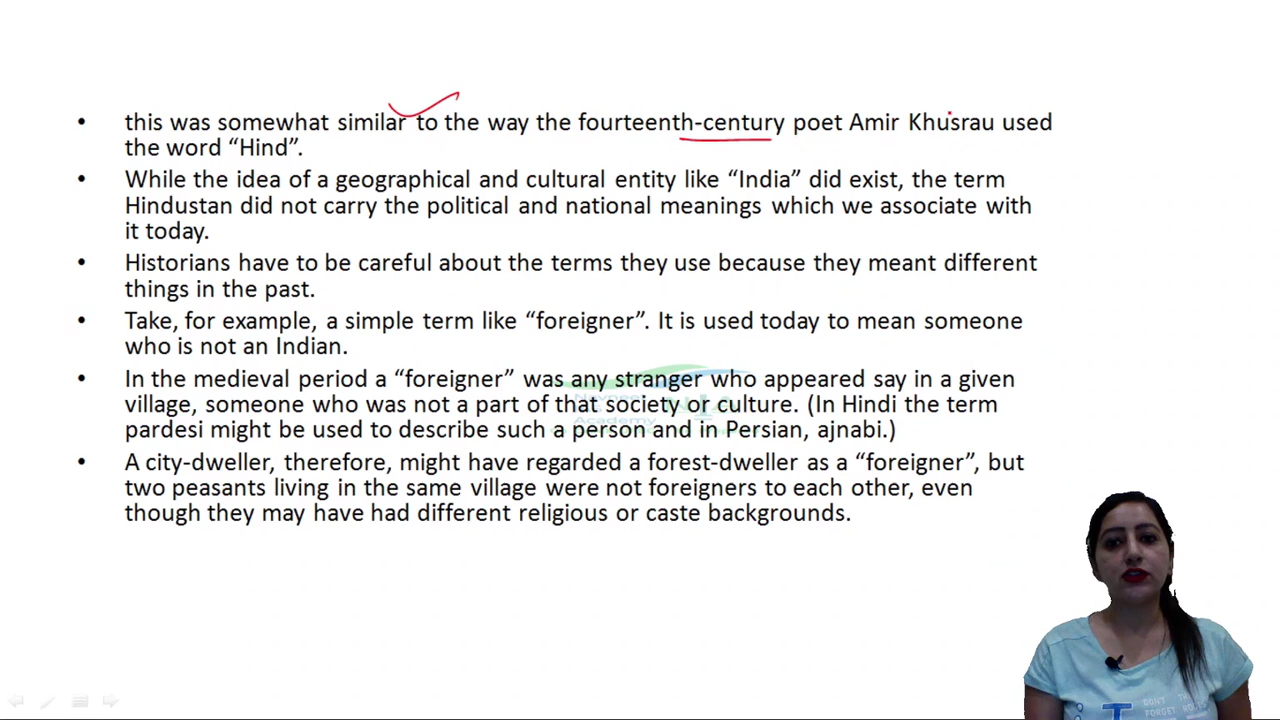 this was somewhat similar to the way the fourteenth-century poet Amir Khusrau used
the word “Hind”.
While the idea of a geographical and cultural entity like “India” did exist, the term
Hindustan did not carry the political and national meanings which we associate with
it today.
Historians have to be careful about the terms they use because they meant different
things in the past.
Take, for example, a simple term like “foreigner”. It is used today to mean someone
who is not an Indian.
In the medieval period a “foreigner” was any stranger who appeared say in a given
village, someone who was not a part of that society or culture. (In Hindi the term
pardesi might be used to describe such a person and in Persian, ajnabi.)
A city-dweller, therefore, might have regarded a forest-dweller as a “foreigner”, but
two peasants living in the same village were not foreigners to each other, even
though they may have had different religious or caste backgrounds.
Academy
DON'T
FORGET